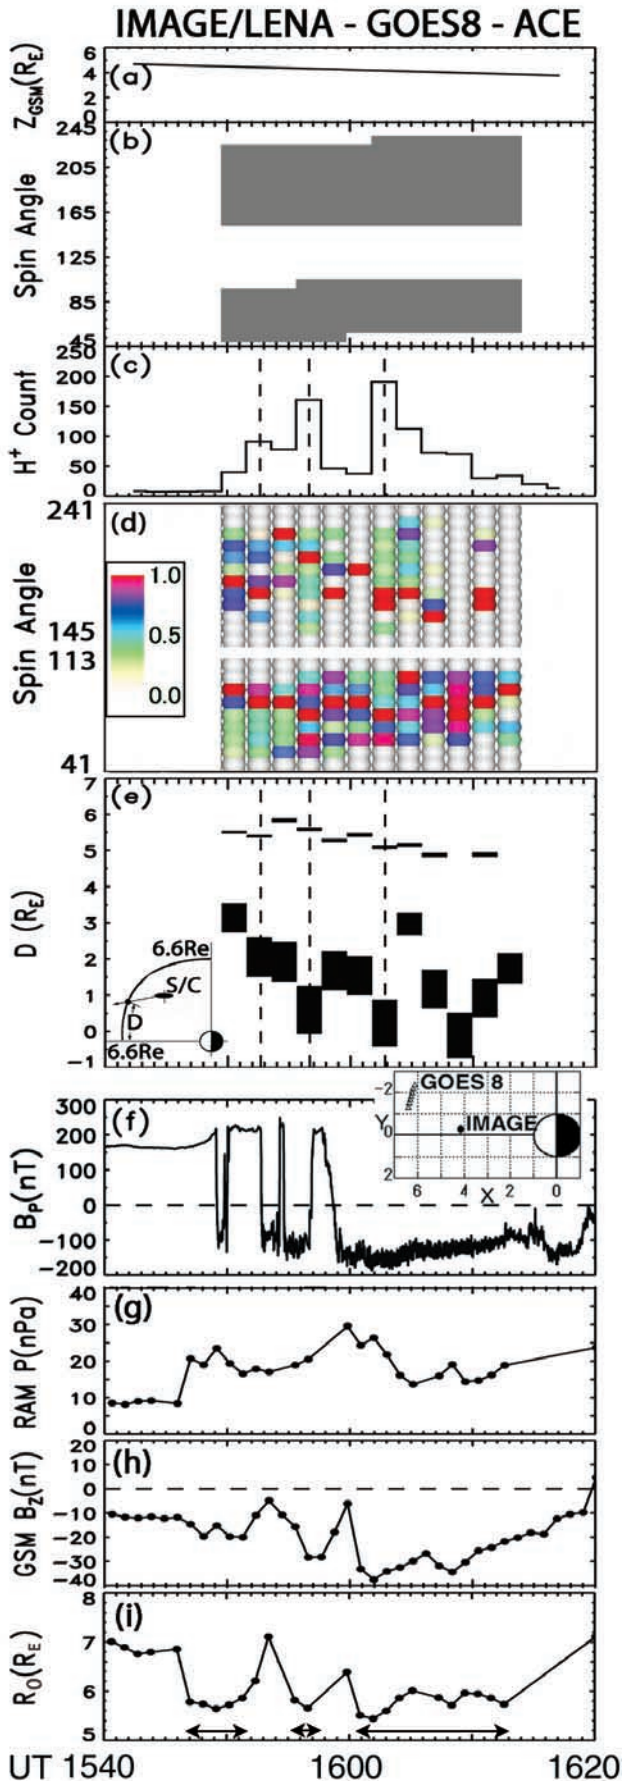 IMAGE/LENA - GOES8 - ACE
Z_GSM(R_E)
6
4
2
0
(a)
Spin Angle
245
205
165
125
85
45
(b)
H⁺ Count
250
200
150
100
50
0
(c)
Spin Angle
241
145
113
41
(d)
1.0
0.5
0.0
D (R_E)
7
6
5
4
3
2
1
0
-1
(e)
6.6Re
S/C
D
6.6Re
B_P(nT)
300
200
100
0
-100
-200
(f)
GOES 8
IMAGE
-2
Y 0
2
6 4 X 2 0
RAM P(nPa)
40
30
20
10
0
(g)
GSM B_Z(nT)
20
10
0
-10
-20
-30
-40
(h)
R_0(R_E)
8
7
6
5
(i)
UT 1540 1600 1620